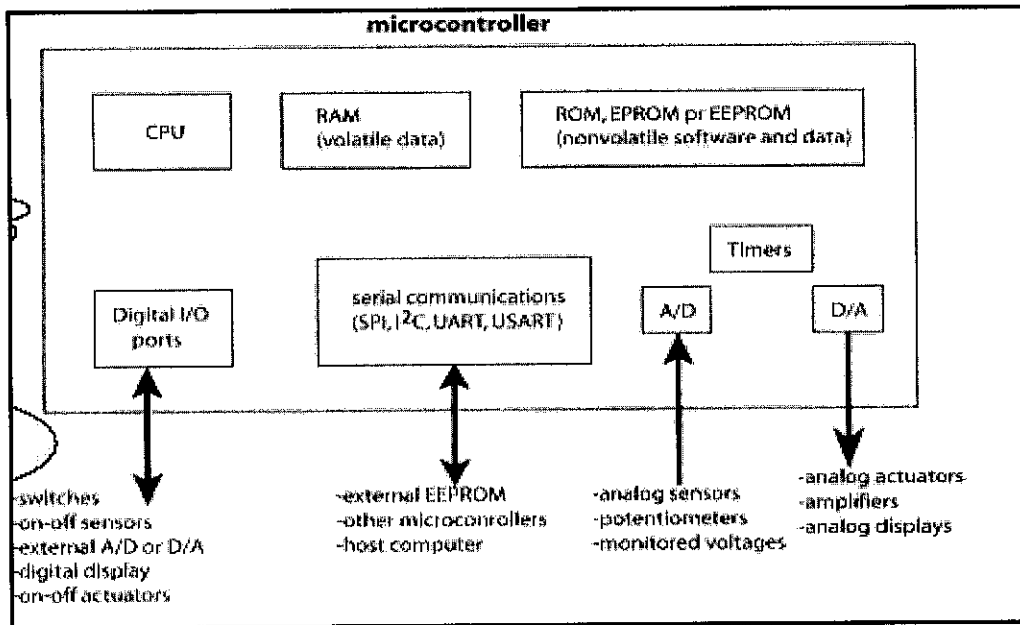 microcontroller
CPU
RAM
(volatile data)
ROM, EPROM pr EEPROM
(nonvolatile software and data)
Timers
Digital I/O
ports
serial communications
(SPI, I²C, UART, USART)
A/D
D/A
-switches
-on-off sensors
-external A/D or D/A
-digital display
-on-off actuators
-external EEPROM
-other microconrollers
-host computer
-analog sensors
-potentiometers
-monitored voltages
-analog actuators
-amplifiers
-analog displays